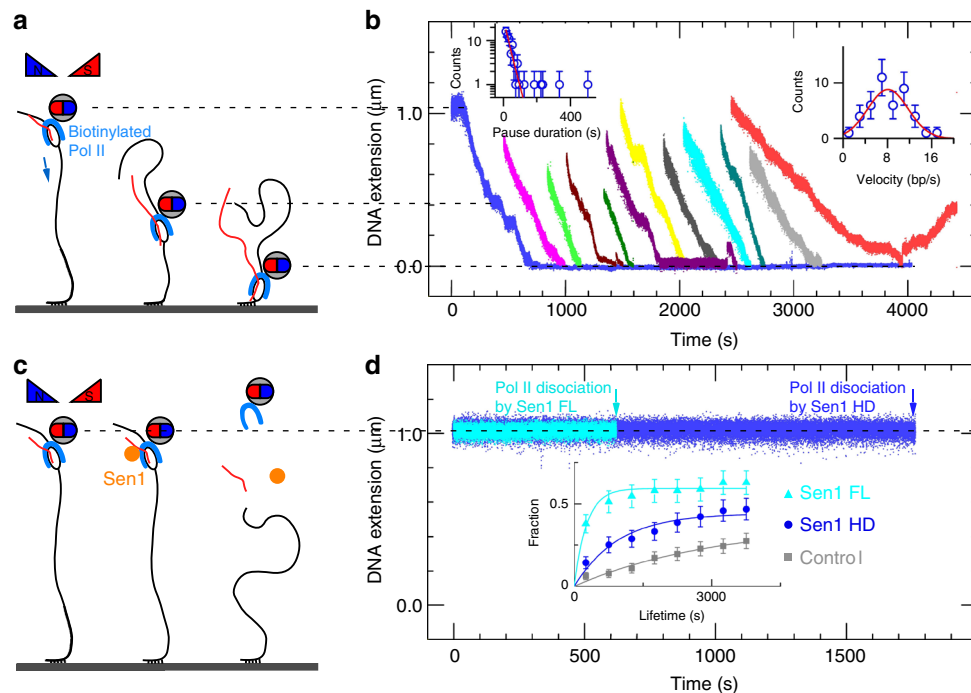 a
N
S
Biotinylated
Pol II
b
DNA extension (μm)
1.0
0.0
Counts
10
1
0
400
Pause duration (s)
Counts
10
0
0
8
16
Velocity (bp/s)
0
1000
2000
3000
4000
Time (s)
c
N
S
Sen1
d
DNA extension (μm)
1.0
0.0
Pol II disociation
by Sen1 FL
Pol II disociation
by Sen1 HD
Fraction
0.5
0
0
3000
Lifetime (s)
Sen1 FL
Sen1 HD
Control
0
500
1000
1500
Time (s)